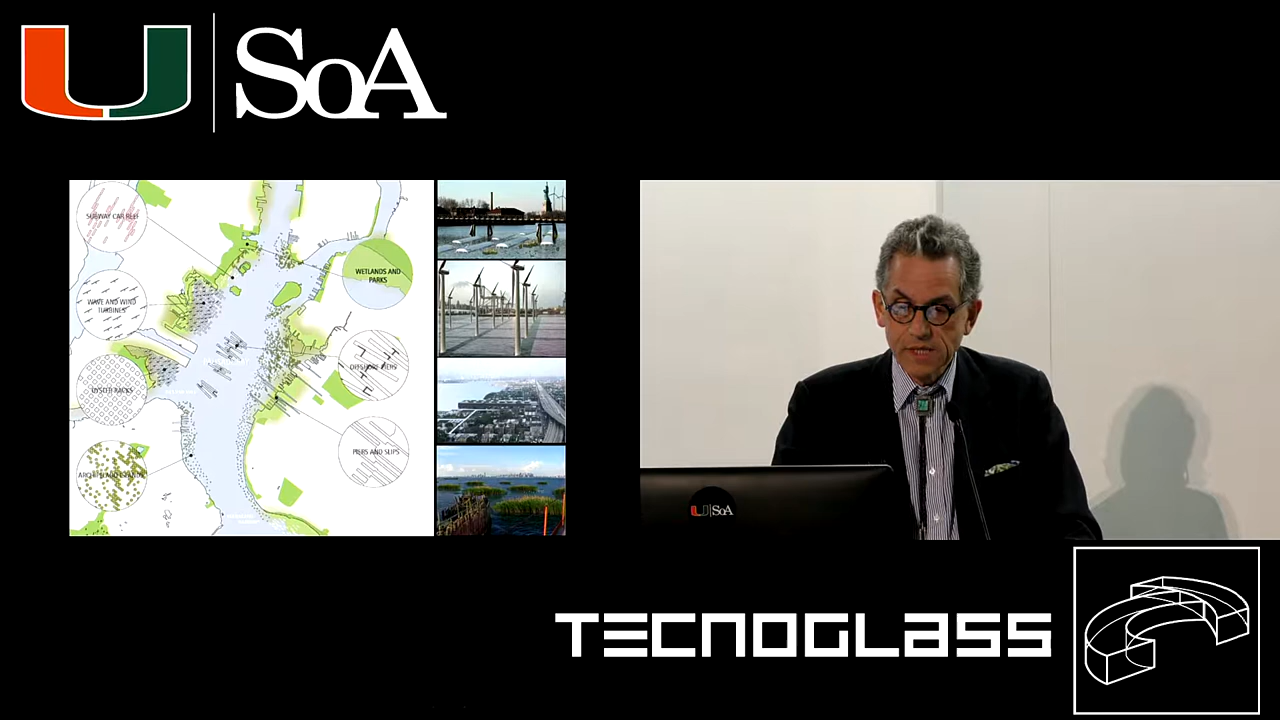 U SoA
SUBWAY CAR REEF
WETLANDS AND
PARKS
WAVE AND WIND
TURBINES
OFFSHORE PIERS
OYSTER RACKS
PIERS AND SLIPS
U SoA
TECNOGLASS